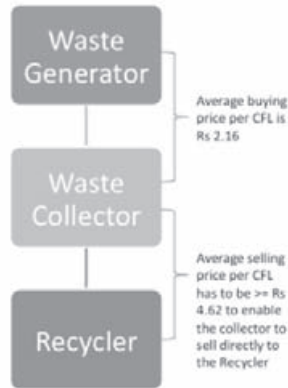 Waste
Generator
Average buying
price per CFL is
Rs 2.16
Waste
Collector
Average selling
price per CFL
has to be >= Rs
4.62 to enable
the collector to
sell directly to
the Recycler
Recycler